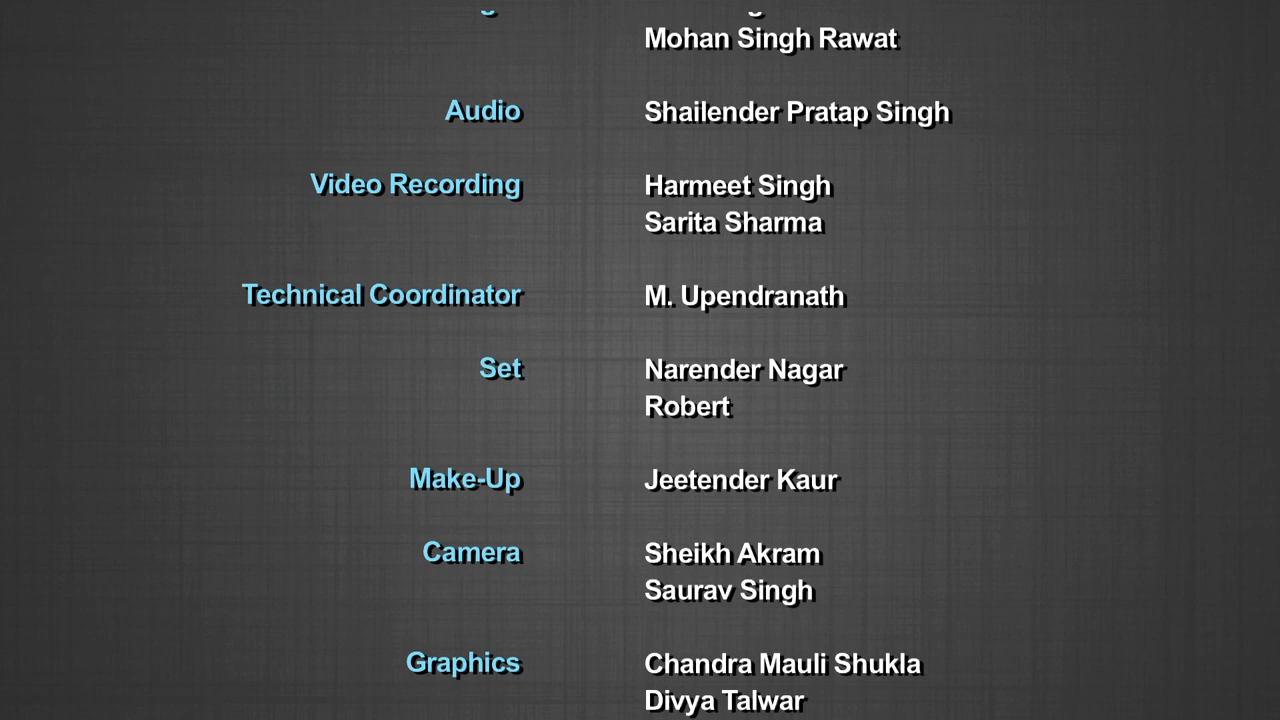 Mohan Singh Rawat
Audio Shailender Pratap Singh
Video Recording Harmeet Singh
Sarita Sharma
Technical Coordinator M. Upendranath
Set Narender Nagar
Robert
Make-Up Jeetender Kaur
Camera Sheikh Akram
Saurav Singh
Graphics Chandra Mauli Shukla
Divya Talwar